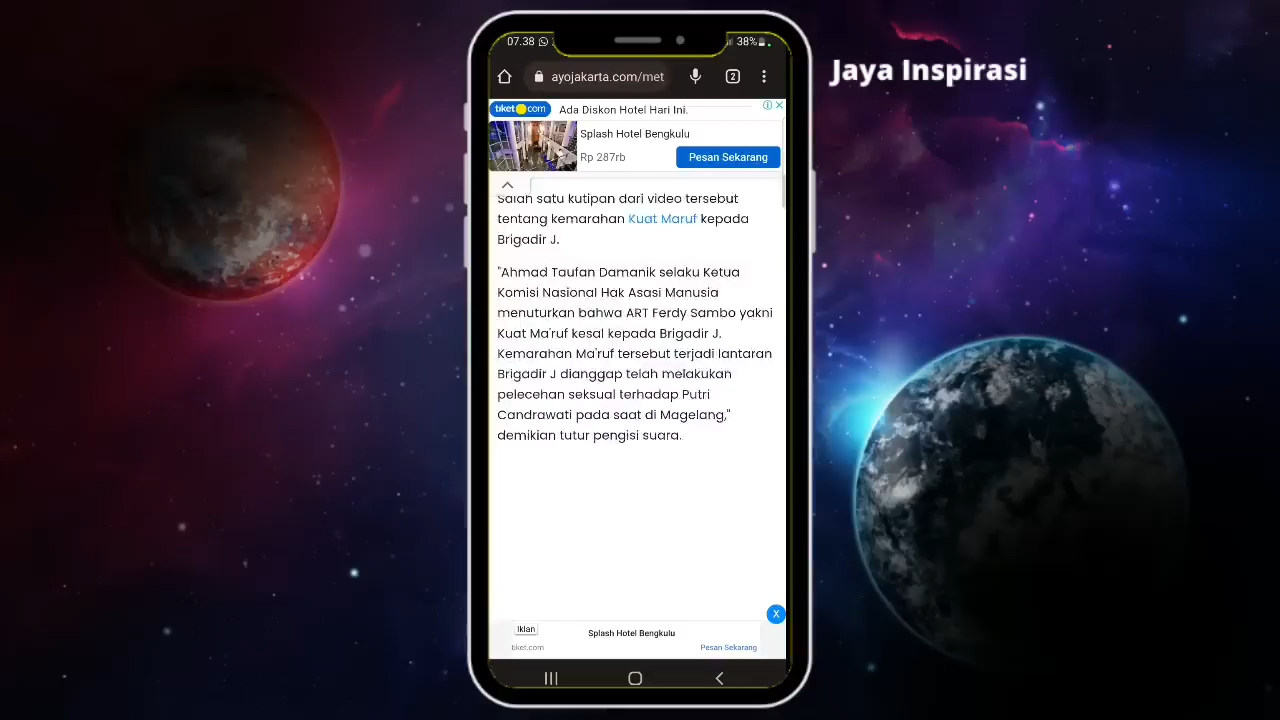 07.38
38%
Jaya Inspirasi
ayojakarta.com/met
2
tiket.com
Ada Diskon Hotel Hari Ini.
Splash Hotel Bengkulu
Rp 287rb
Pesan Sekarang
Salah satu kutipan dari video tersebut
tentang kemarahan Kuat Maruf kepada
Brigadir J.
"Ahmad Taufan Damanik selaku Ketua
Komisi Nasional Hak Asasi Manusia
menuturkan bahwa ART Ferdy Sambo yakni
Kuat Ma'ruf kesal kepada Brigadir J.
Kemarahan Ma'ruf tersebut terjadi lantaran
Brigadir J dianggap telah melakukan
pelecehan seksual terhadap Putri
Candrawati pada saat di Magelang,"
demikian tutur pengisi suara.
X
Iklan
Splash Hotel Bengkulu
tiket.com
Pesan Sekarang